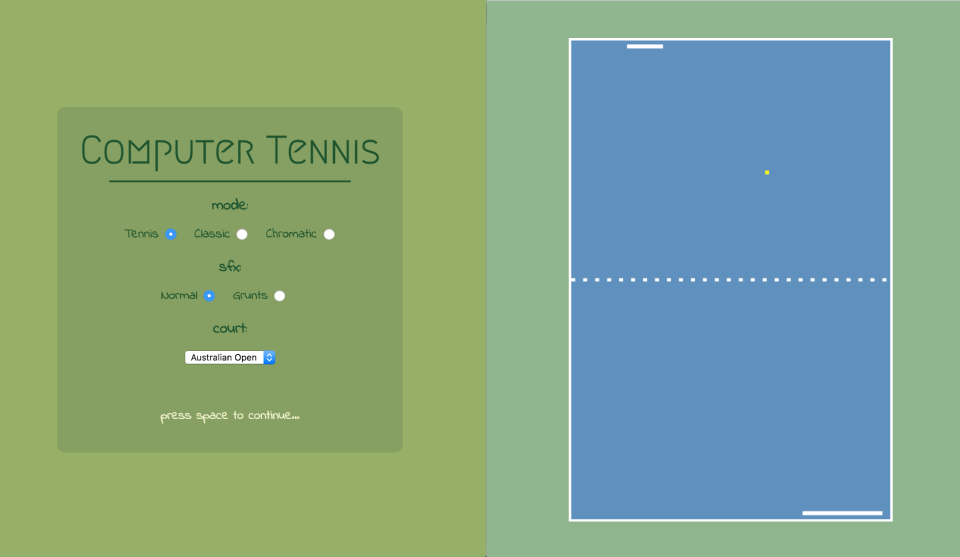 Computer Tennis
mode:
Tennis Classic Chromatic
sfx:
Normal Grunts
court:
Australian Open
press space to continue...